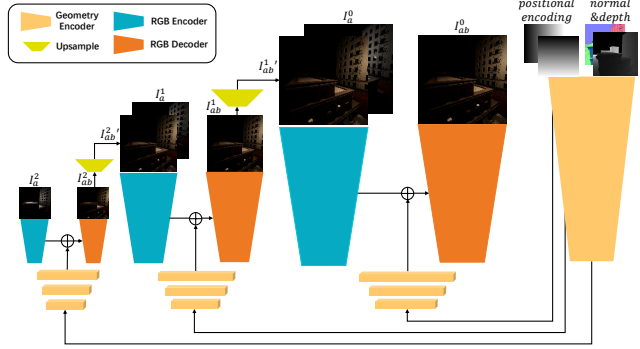 Geometry
Encoder
RGB Encoder
Upsample
RGB Decoder
positional
encoding
normal
&depth
I_a^0
I_ab^0
I_ab^1′
I_a^1
I_ab^1
I_ab^2′
I_a^2
I_ab^2